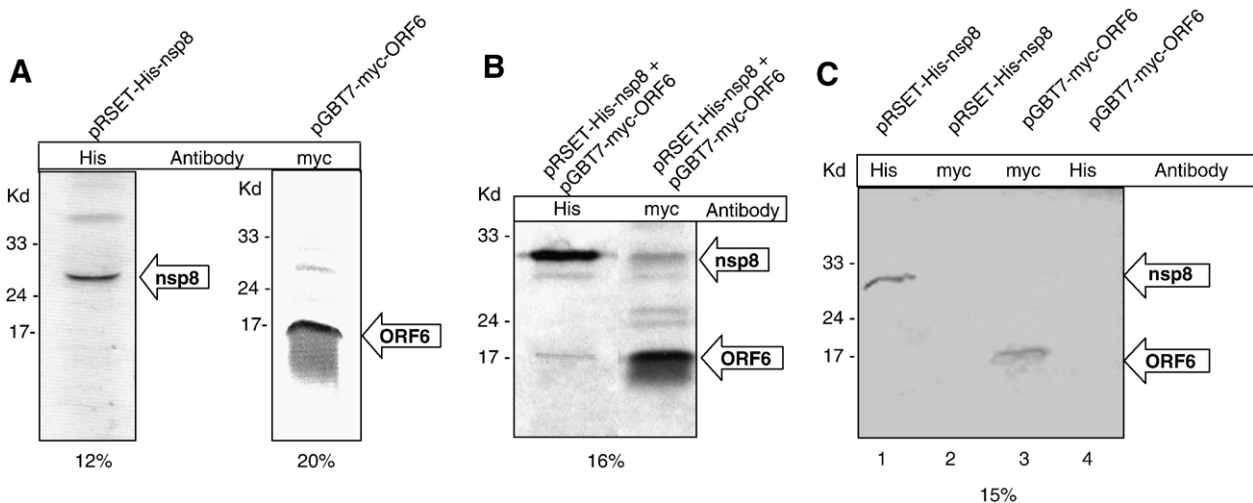 A
pRSET-His-nsp8
pGBT7-myc-ORF6
His Antibody myc
Kd
33 -
24 -
17-
nsp8
12%
Kd
33 -
24 -
17-
ORF6
20%
B
pRSET-His-nsp8 +
pGBT7-myc-ORF6
pRSET-His-nsp8 +
pGBT7-myc-ORF6
Kd
His myc Antibody
33 -
24 -
17 -
nsp8
ORF6
16%
C
pRSET-His-nsp8
pRSET-His-nsp8
pGBT7-myc-ORF6
pGBT7-myc-ORF6
Kd
His myc myc His Antibody
33 -
24 -
17 -
nsp8
ORF6
1 2 3 4
15%